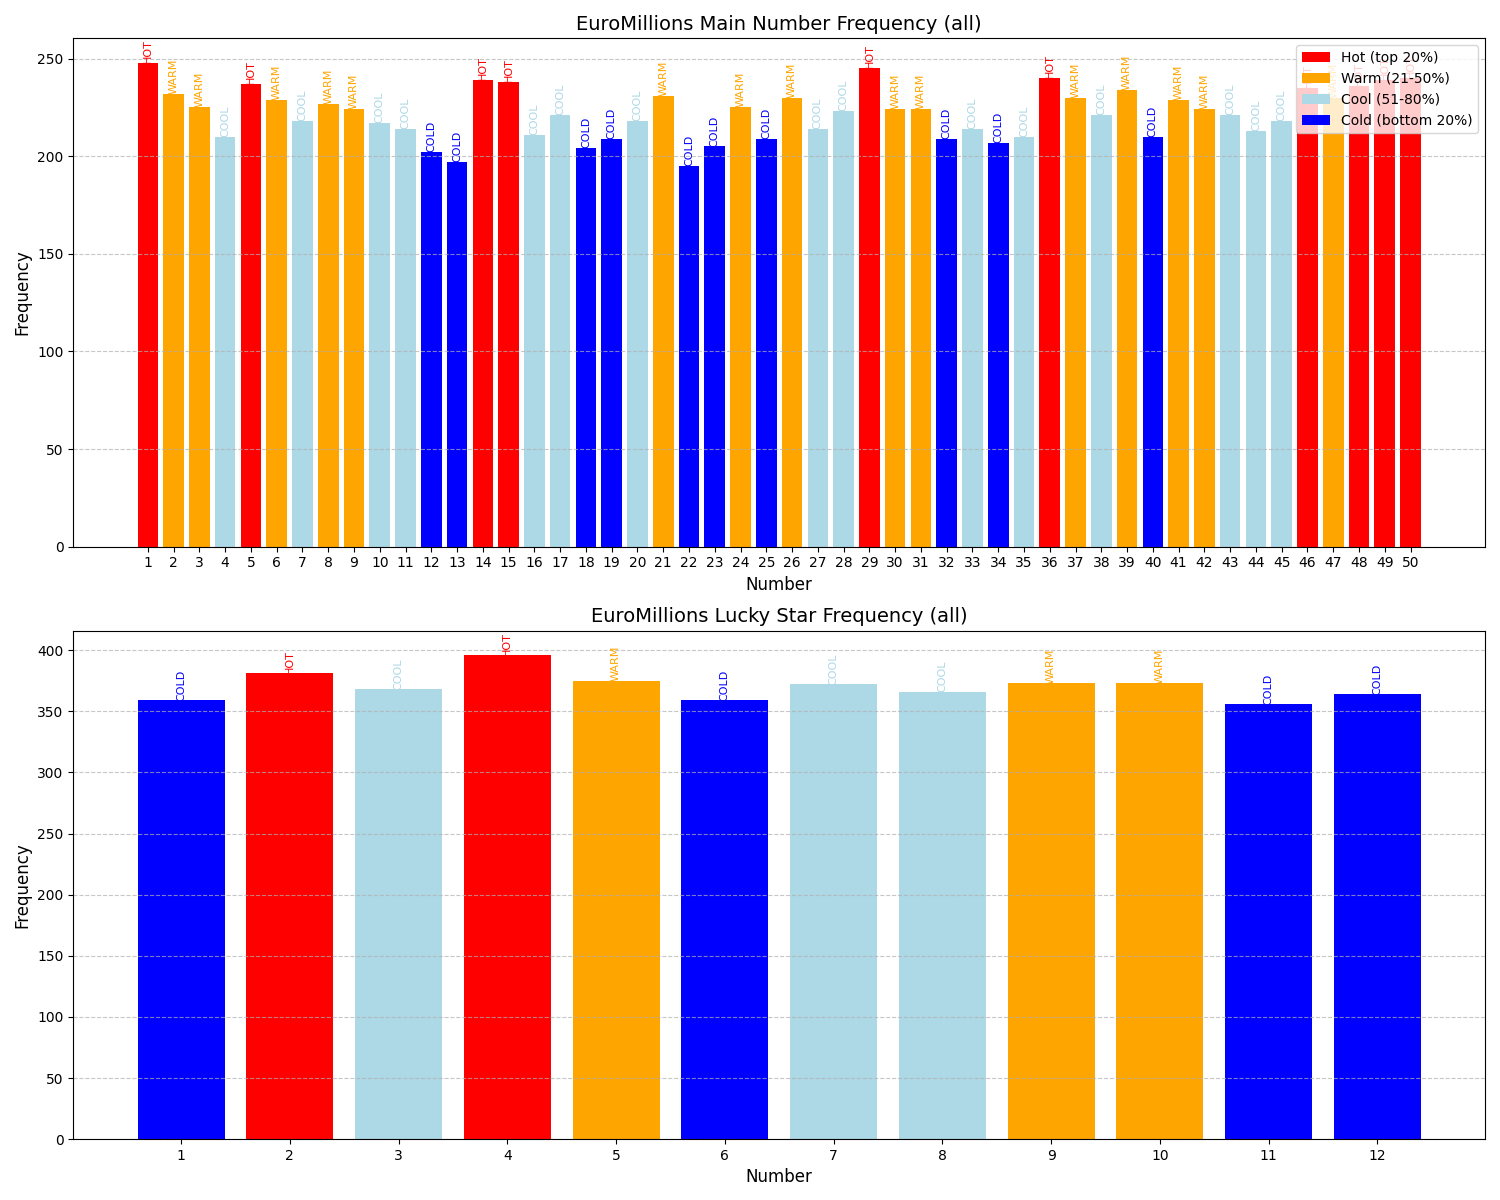 EuroMillions Main Number Frequency (all)
Frequency
250
200
150
100
50
0
HOT WARM WARM COOL HOT WARM COOL WARM WARM COOL COOL COLD COLD HOT HOT COOL COOL COLD COLD COOL WARM COLD COLD WARM COLD WARM COOL COOL HOT WARM WARM COLD COOL COLD COOL HOT WARM COOL WARM COLD WARM WARM COOL COOL COOL
Hot (top 20%)
Warm (21-50%)
Cool (51-80%)
Cold (bottom 20%)
1 2 3 4 5 6 7 8 9 10 11 12 13 14 15 16 17 18 19 20 21 22 23 24 25 26 27 28 29 30 31 32 33 34 35 36 37 38 39 40 41 42 43 44 45 46 47 48 49 50
Number
EuroMillions Lucky Star Frequency (all)
Frequency
400
350
300
250
200
150
100
50
0
COLD HOT COOL HOT WARM COLD COOL COOL WARM WARM COLD COLD
1 2 3 4 5 6 7 8 9 10 11 12
Number